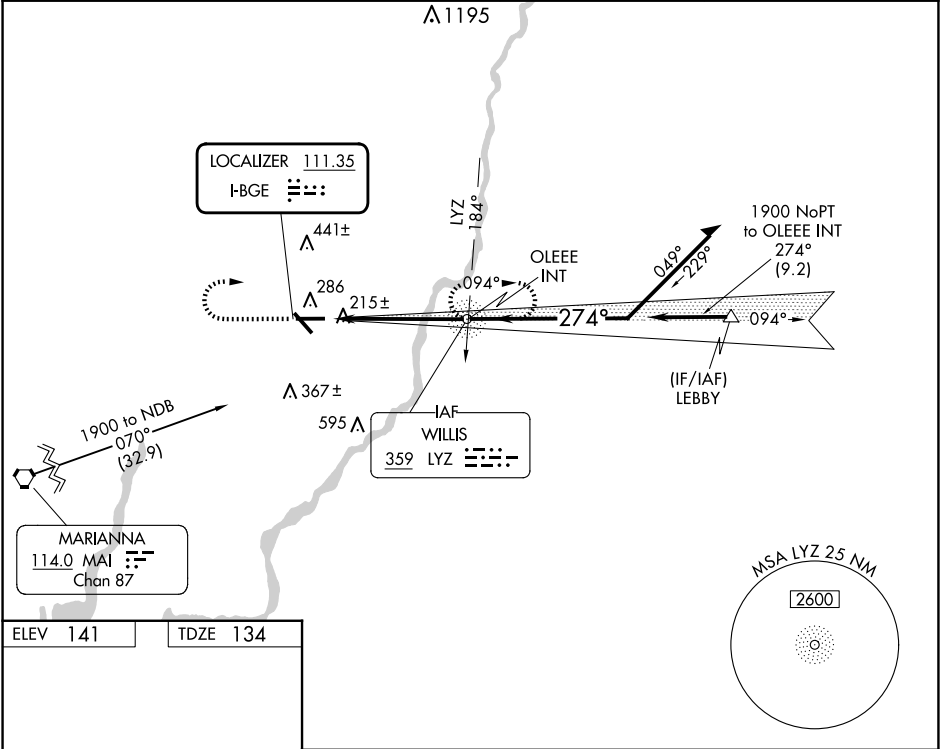 1195
LOCALIZER 111.35
I-BGE
441±
LYZ
184°
OLEEE
INT
094°
049°
229°
1900 NoPT
to OLEEE INT
274°
(9.2)
286
215±
274°
094°
(IF/IAF)
LEBBY
367±
595
IAF
WILLIS
359 LYZ
1900 to NDB
070°
(32.9)
MARIANNA
114.0 MAI
Chan 87
MSA LYZ 25 NM
2600
ELEV 141
TDZE 134